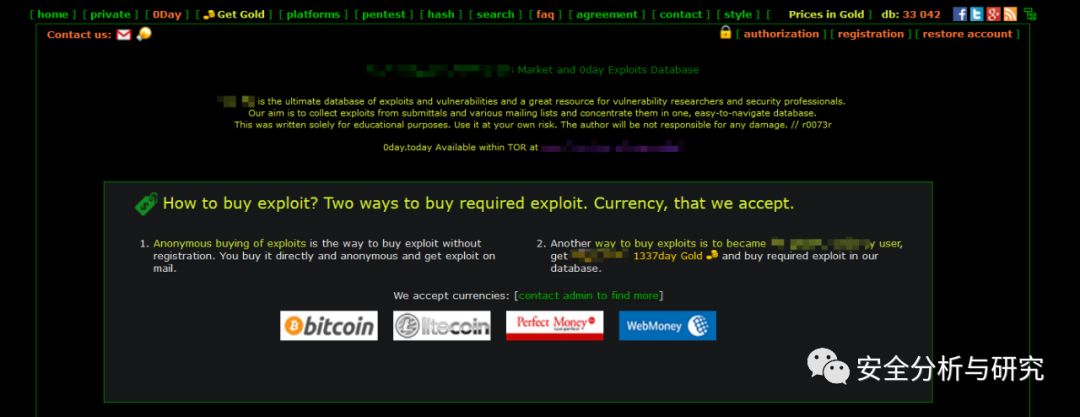 [ home ] [ private ] [ 0Day ] [ Get Gold ] [ platforms ] [ pentest ] [ hash ] [ search ] [ faq ] [ agreement ] [ contact ] [ style ] [ Prices in Gold ] db: 33 042
Contact us:
[ authorization ] [ registration ] [ restore account ]
: Market and 0day Exploits Database
is the ultimate database of exploits and vulnerabilities and a great resource for vulnerability researchers and security professionals.
Our aim is to collect exploits from submittals and various mailing lists and concentrate them in one, easy-to-navigate database.
This was written solely for educational purposes. Use it at your own risk. The author will be not responsible for any damage. // r0073r
0day.today Available within TOR at
How to buy exploit? Two ways to buy required exploit. Currency, that we accept.
1. Anonymous buying of exploits is the way to buy exploit without
registration. You buy it directly and anonymous and get exploit on
mail.
2. Another way to buy exploits is to became y user,
get 1337day Gold and buy required exploit in our
database.
We accept currencies: [contact admin to find more]
bitcoin
litecoin
Perfect Money
WebMoney
安全分析与研究